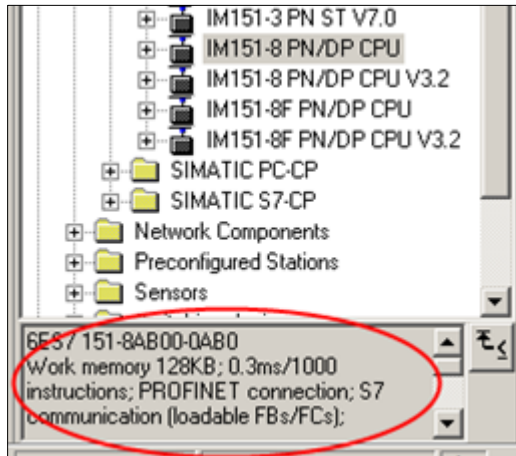 IM151-3 PN ST V7.0
IM151-8 PN/DP CPU
IM151-8 PN/DP CPU V3.2
IM151-8F PN/DP CPU
IM151-8F PN/DP CPU V3.2
SIMATIC PC-CP
SIMATIC S7-CP
Network Components
Preconfigured Stations
Sensors
6ES7 151-8AB00-0AB0
Work memory 128KB; 0.3ms/1000
instructions; PROFINET connection; S7
communication (loadable FBs/FCs);